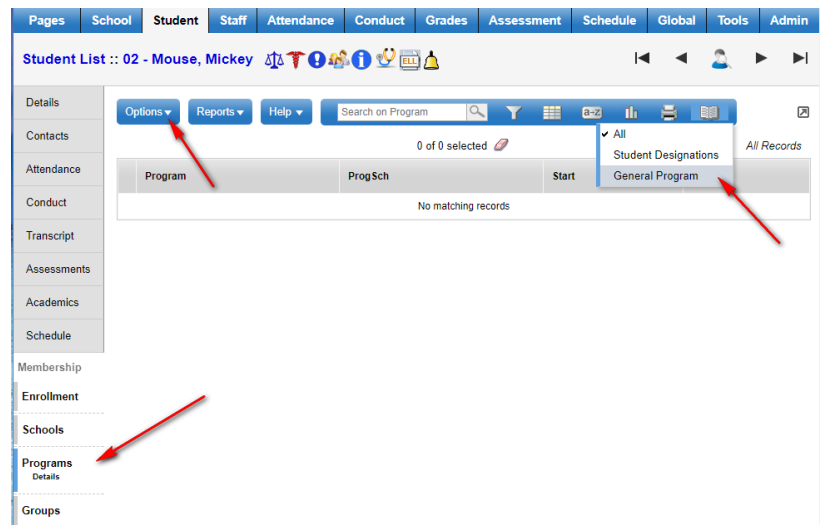 Pages School Student Staff Attendance Conduct Grades Assessment Schedule Global Tools Admin
Student List :: 02 - Mouse, Mickey ELL
Details
Options Reports Help Search on Program a-z
Contacts
All
0 of 0 selected All Records
Student Designations
Attendance
Program ProgSch Start General Program
Conduct
No matching records
Transcript
Assessments
Academics
Schedule
Membership
Enrollment
Schools
Programs
Details
Groups